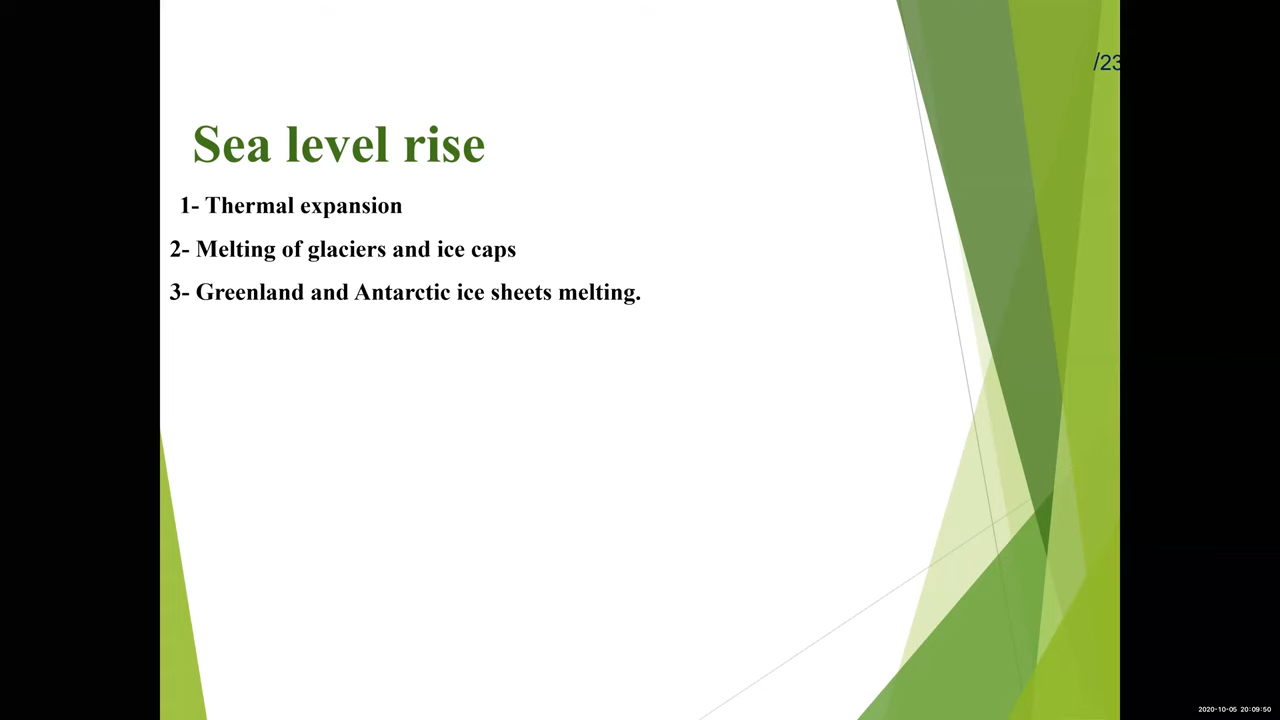 /23
Sea level rise
1- Thermal expansion
2- Melting of glaciers and ice caps
3- Greenland and Antarctic ice sheets melting.
2020-10-05 20:09:50